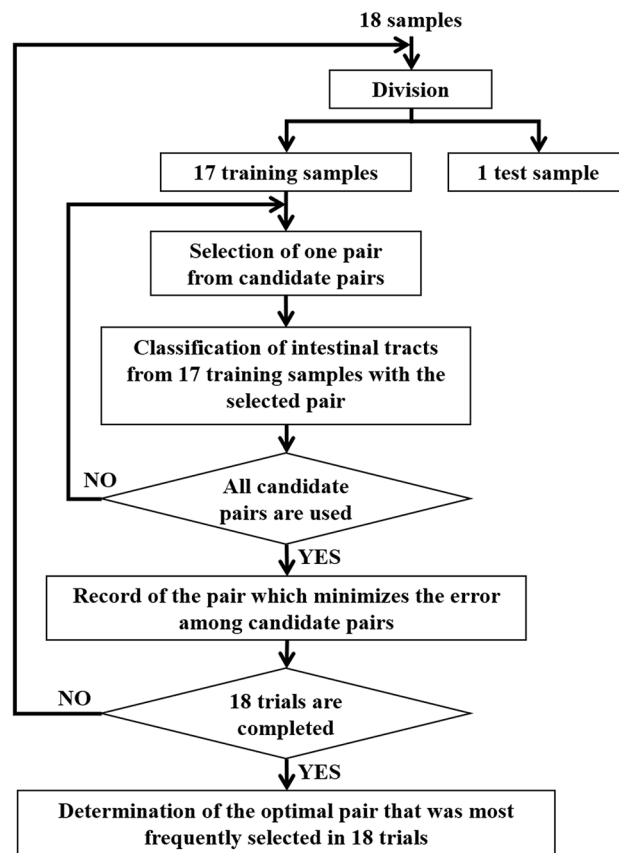 18 samples
Division
17 training samples
1 test sample
Selection of one pair
from candidate pairs
Classification of intestinal tracts
from 17 training samples with the
selected pair
NO
All candidate
pairs are used
YES
Record of the pair which minimizes the error
among candidate pairs
NO
18 trials are
completed
YES
Determination of the optimal pair that was most
frequently selected in 18 trials